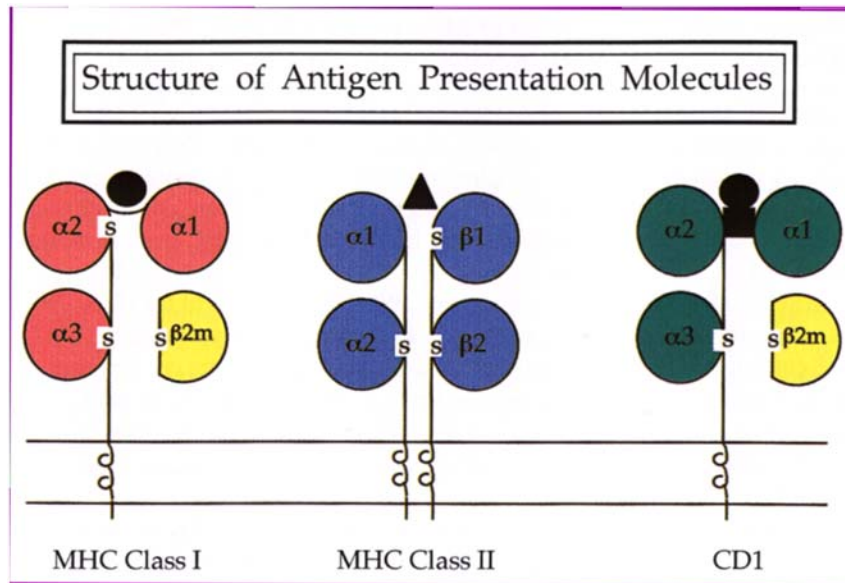 Structure of Antigen Presentation Molecules
α2 s α1
α1 s β1
α2 α1
α3 s s β2m
α2 s s β2
α3 s s β2m
MHC Class I
MHC Class II
CD1